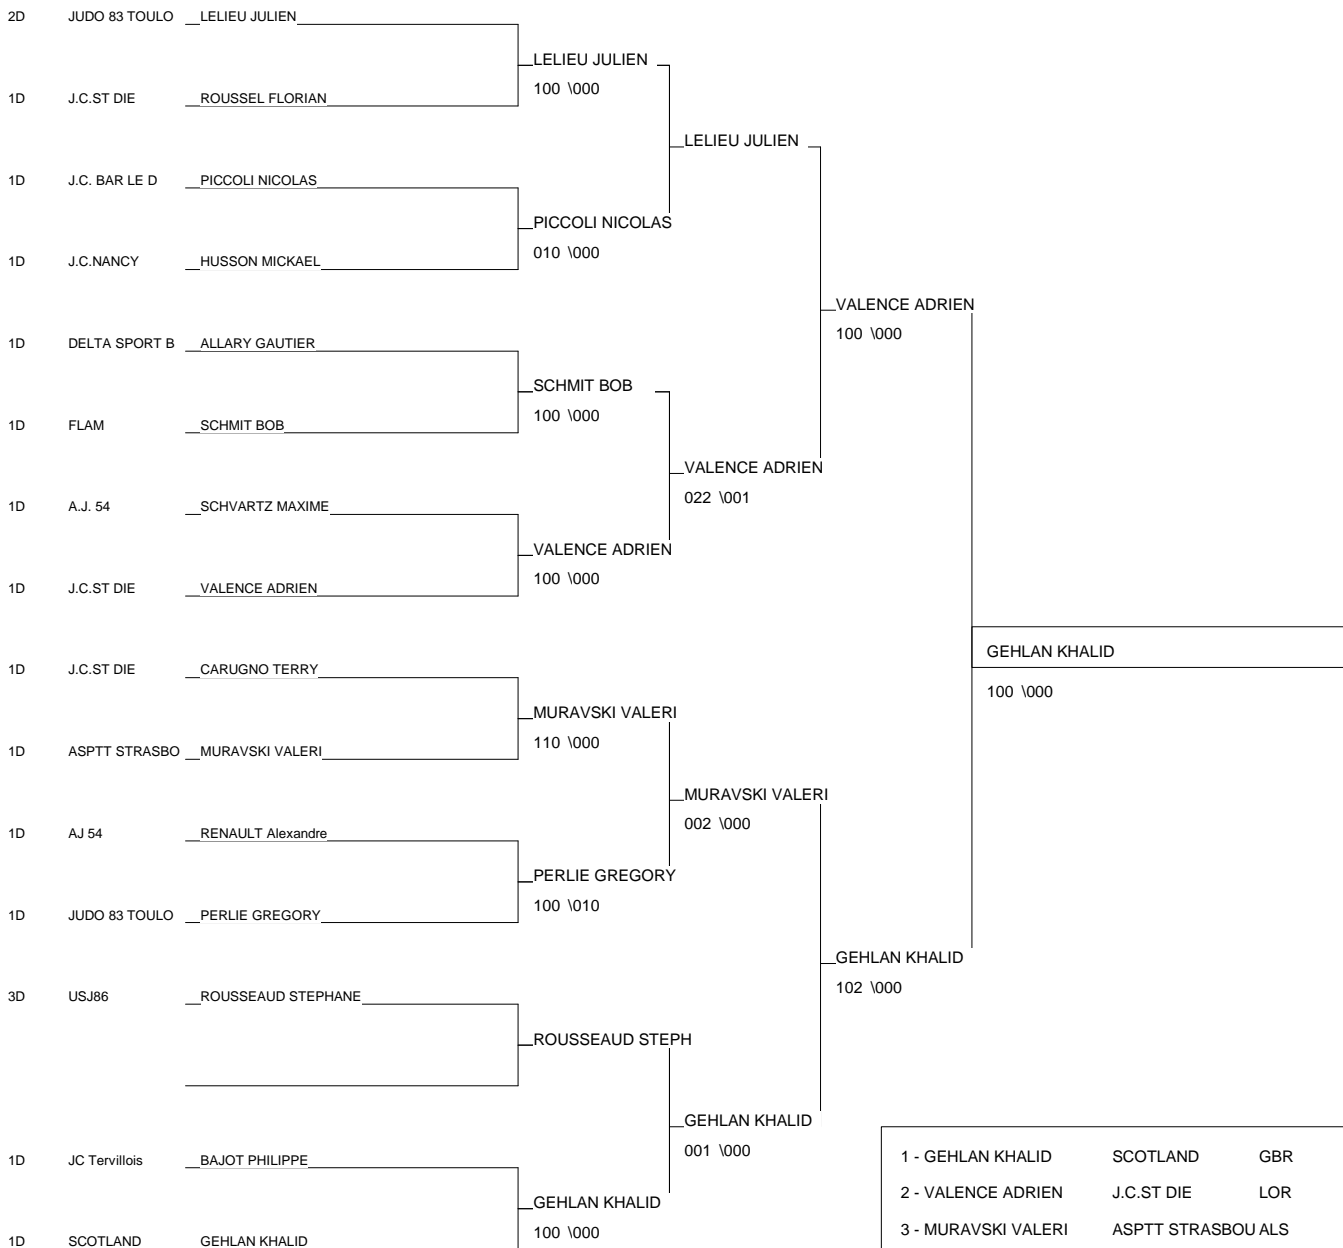 2D JUDO 83 TOULO LELIEU JULIEN
LELIEU JULIEN
100 \000
1D J.C.ST DIE ROUSSEL FLORIAN
LELIEU JULIEN
1D J.C. BAR LE D PICCOLI NICOLAS
PICCOLI NICOLAS
010 \000
1D J.C.NANCY HUSSON MICKAEL
VALENCE ADRIEN
100 \000
1D DELTA SPORT B ALLARY GAUTIER
SCHMIT BOB
100 \000
1D FLAM SCHMIT BOB
VALENCE ADRIEN
022 \001
1D A.J. 54 SCHVARTZ MAXIME
VALENCE ADRIEN
100 \000
1D J.C.ST DIE VALENCE ADRIEN
GEHLAN KHALID
100 \000
1D J.C.ST DIE CARUGNO TERRY
MURAVSKI VALERI
110 \000
1D ASPTT STRASBO MURAVSKI VALERI
MURAVSKI VALERI
002 \000
1D AJ 54 RENAULT Alexandre
PERLIE GREGORY
100 \010
1D JUDO 83 TOULO PERLIE GREGORY
GEHLAN KHALID
102 \000
3D USJ86 ROUSSEAUD STEPHANE
ROUSSEAUD STEPH
GEHLAN KHALID
001 \000
1D JC Tervillois BAJOT PHILIPPE
GEHLAN KHALID
100 \000
1D SCOTLAND GEHLAN KHALID
1 - GEHLAN KHALID SCOTLAND GBR
2 - VALENCE ADRIEN J.C.ST DIE LOR
3 - MURAVSKI VALERI ASPTT STRASBOU ALS